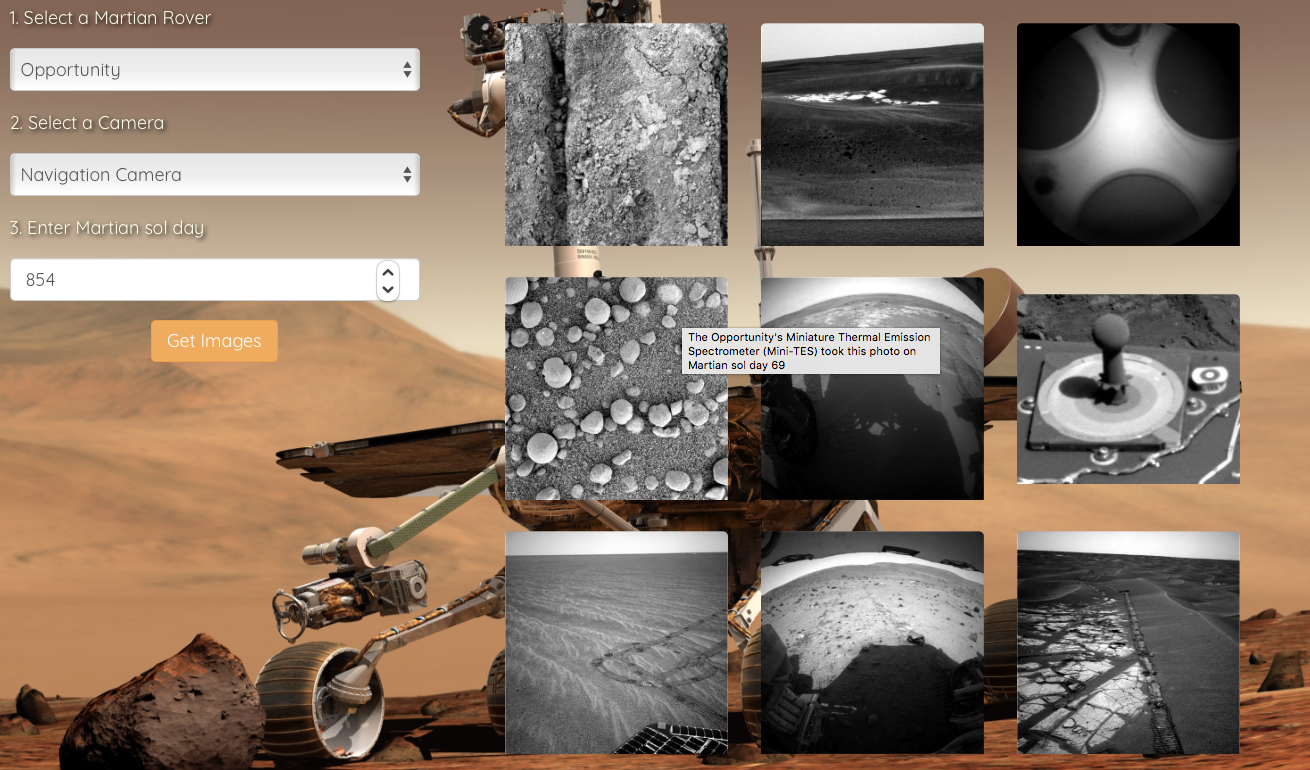 1. Select a Martian Rover
Opportunity
2. Select a Camera
Navigation Camera
3. Enter Martian sol day
854
Get Images
The Opportunity's Miniature Thermal Emission
Spectrometer (Mini-TES) took this photo on
Martian sol day 69